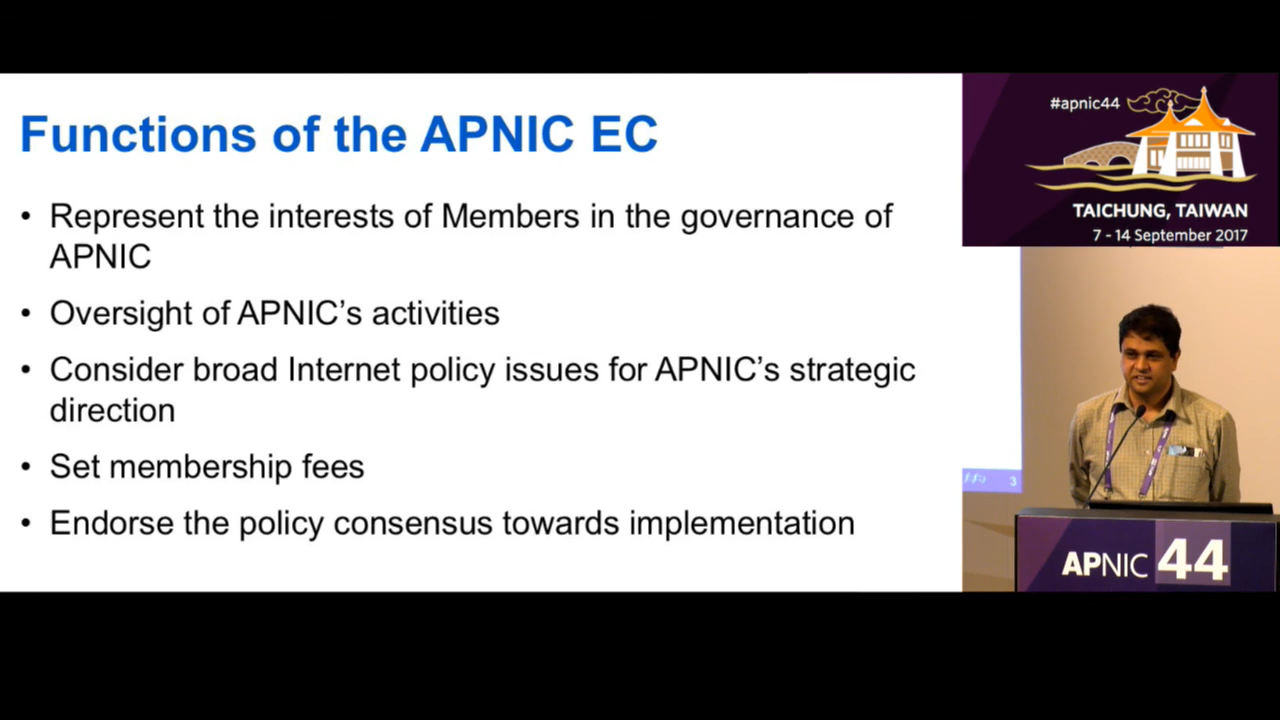 Functions of the APNIC EC
• Represent the interests of Members in the governance of
APNIC
• Oversight of APNIC’s activities
• Consider broad Internet policy issues for APNIC’s strategic
direction
• Set membership fees
• Endorse the policy consensus towards implementation
#apnic44
TAICHUNG, TAIWAN
7 - 14 September 2017
3
APNIC 44